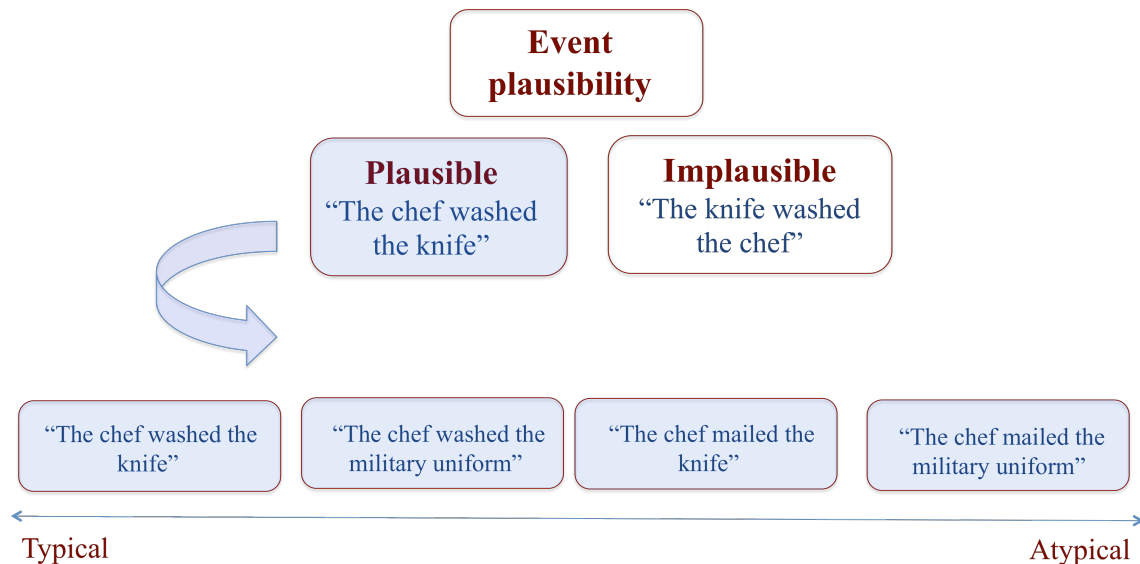 Event
plausibility
Plausible
“The chef washed
the knife”
Implausible
“The knife washed
the chef”
“The chef washed the
knife”
“The chef washed the
military uniform”
“The chef mailed the
knife”
“The chef mailed the
military uniform”
Typical
Atypical